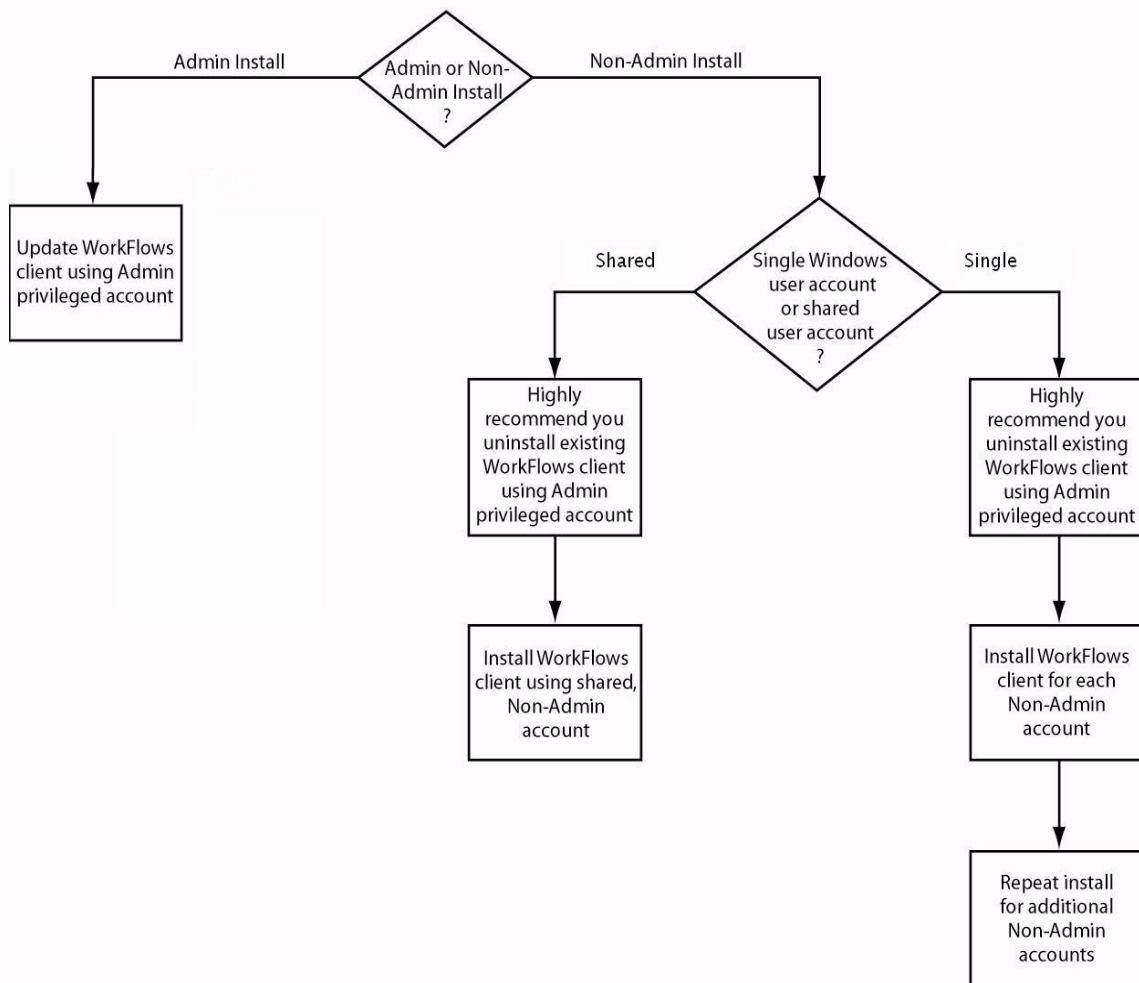 Admin Install
Admin or Non-
Admin Install
?
Non-Admin Install
Update WorkFlows
client using Admin
privileged account
Shared
Single Windows
user account
or shared
user account
?
Single
Highly
recommend you
uninstall existing
WorkFlows client
using Admin
privileged account
Highly
recommend you
uninstall existing
WorkFlows client
using Admin
privileged account
Install WorkFlows
client using shared,
Non-Admin
account
Install WorkFlows
client for each
Non-Admin
account
Repeat install
for additional
Non-Admin
accounts